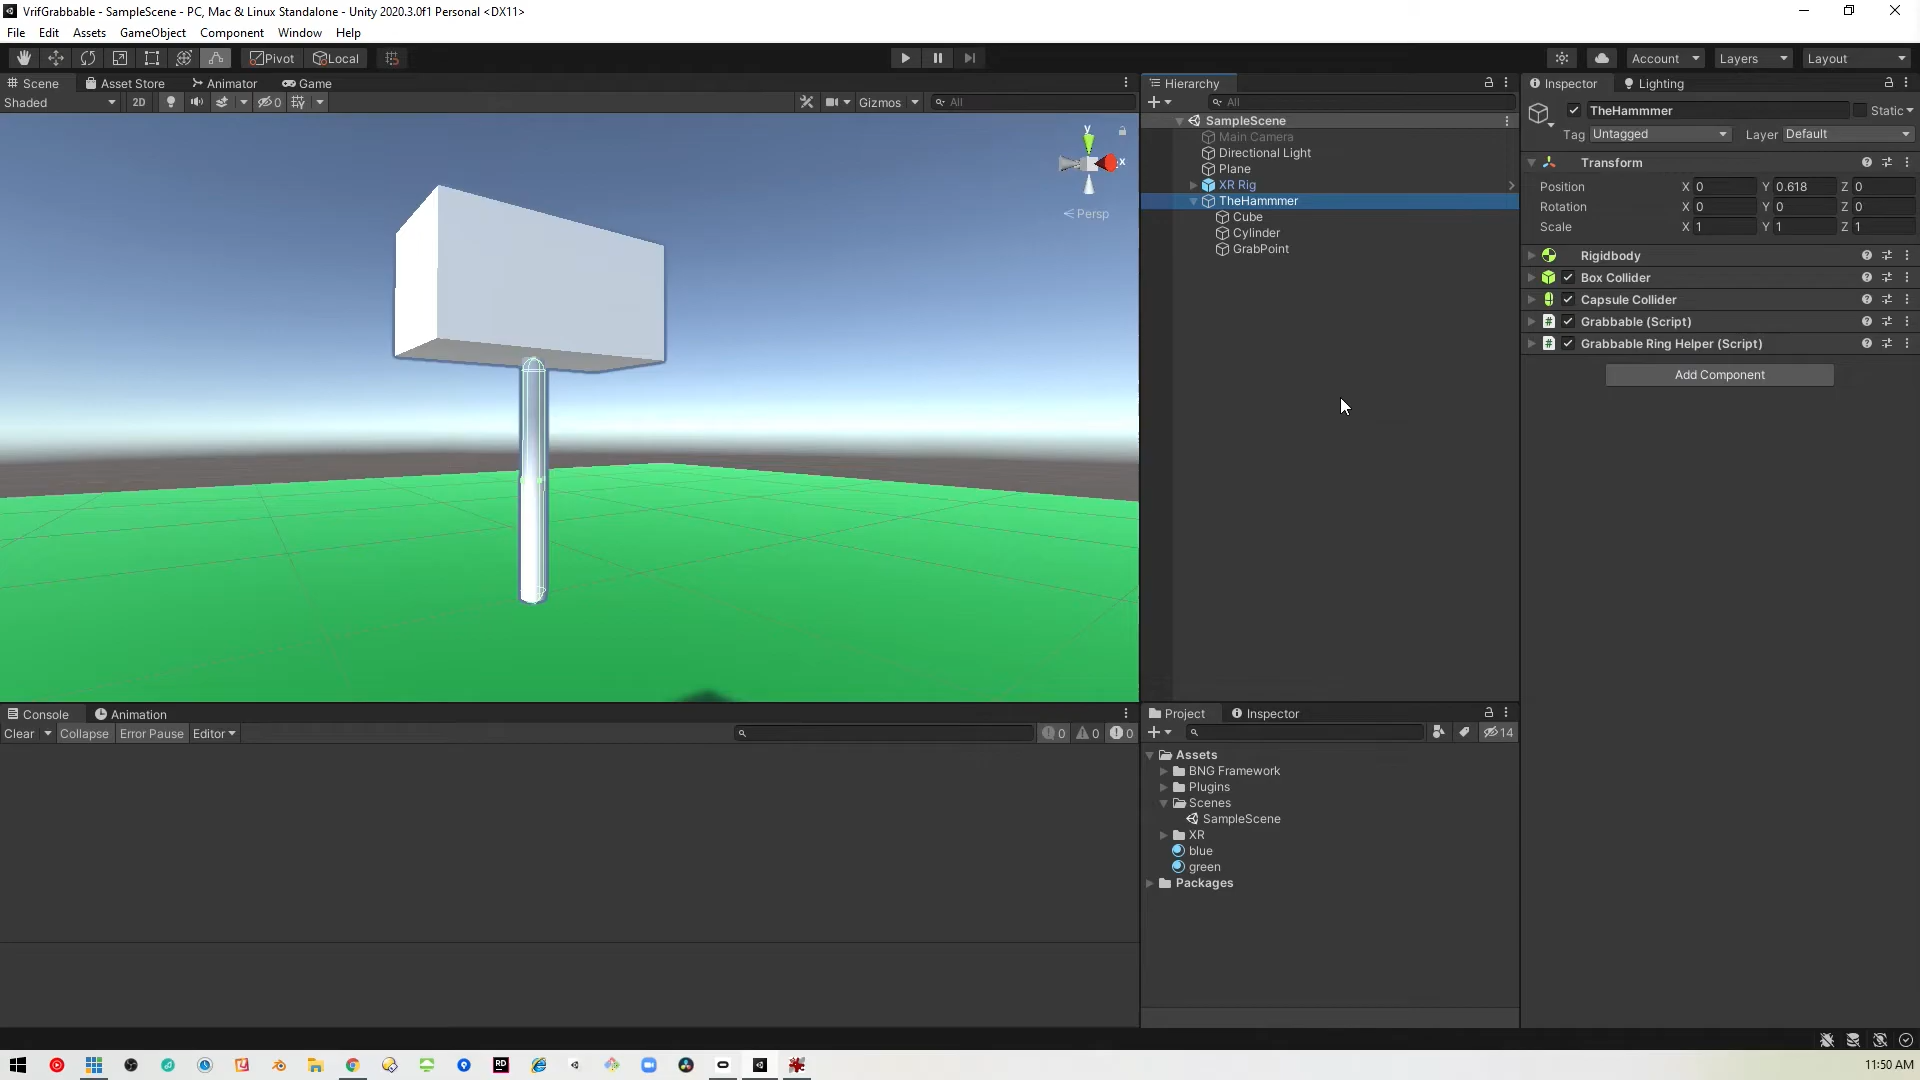 VrifGrabbable - SampleScene - PC, Mac & Linux Standalone - Unity 2020.3.0f1 Personal <DX11>
File Edit Assets GameObject Component Window Help
Pivot Local Account Layers Layout
Scene Asset Store Animator Game
Shaded 2D 0 Gizmos All
y
x
Persp
Hierarchy
All
SampleScene
Main Camera
Directional Light
Plane
XR Rig
TheHammmer
Cube
Cylinder
GrabPoint
Inspector Lighting
TheHammmer Static
Tag Untagged Layer Default
Transform
Position X 0 Y 0.618 Z 0
Rotation X 0 Y 0 Z 0
Scale X 1 Y 1 Z 1
Rigidbody
Box Collider
Capsule Collider
# Grabbable (Script)
# Grabbable Ring Helper (Script)
Add Component
Console Animation
Clear Collapse Error Pause Editor 0 0 0
Project Inspector
14
Assets
BNG Framework
Plugins
Scenes
SampleScene
XR
blue
green
Packages
RD
11:50 AM